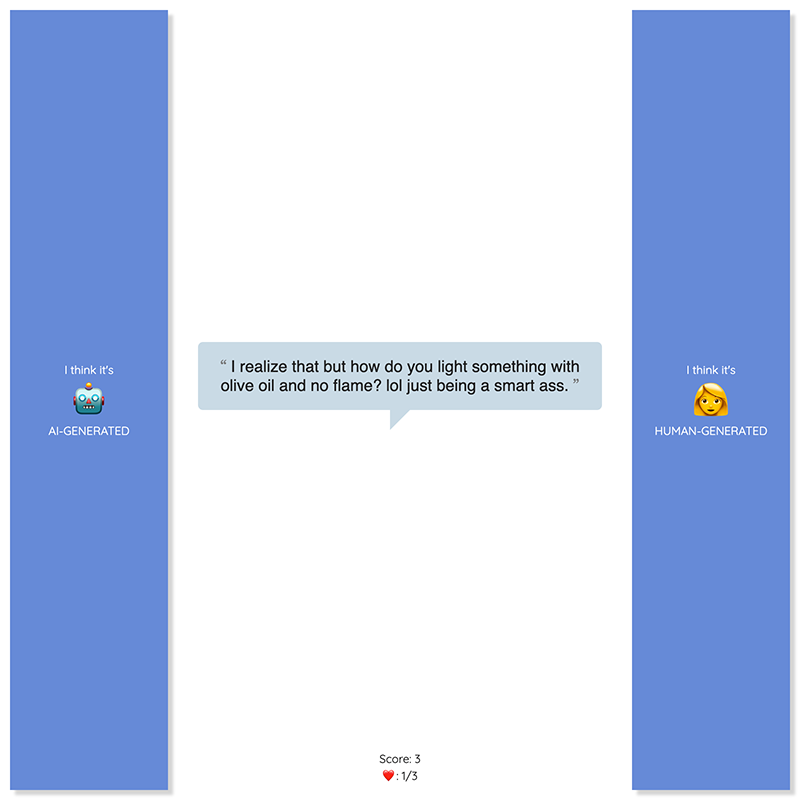 I think it's
AI-GENERATED
“ I realize that but how do you light something with
olive oil and no flame? lol just being a smart ass. ”
I think it's
HUMAN-GENERATED
Score: 3
❤️: 1/3